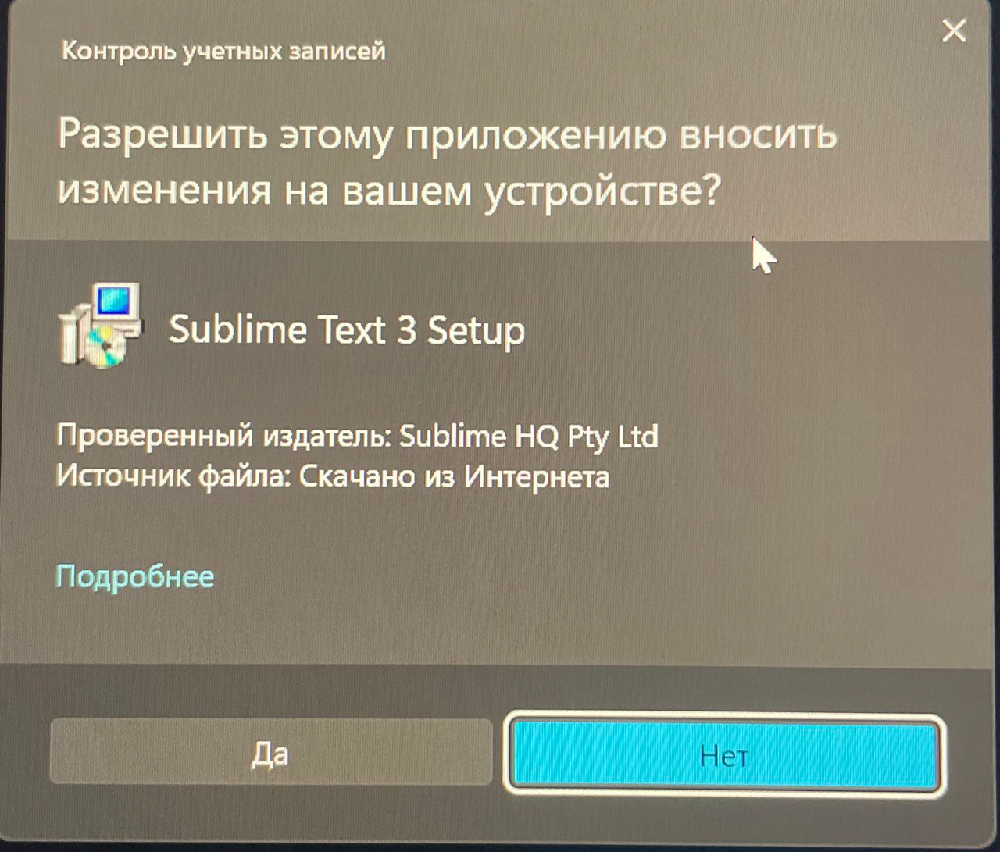 Контроль учетных записей
Разрешить этому приложению вносить
изменения на вашем устройстве?
Sublime Text 3 Setup
Проверенный издатель: Sublime HQ Pty Ltd
Источник файла: Скачано из Интернета
Подробнее
Да
Нет